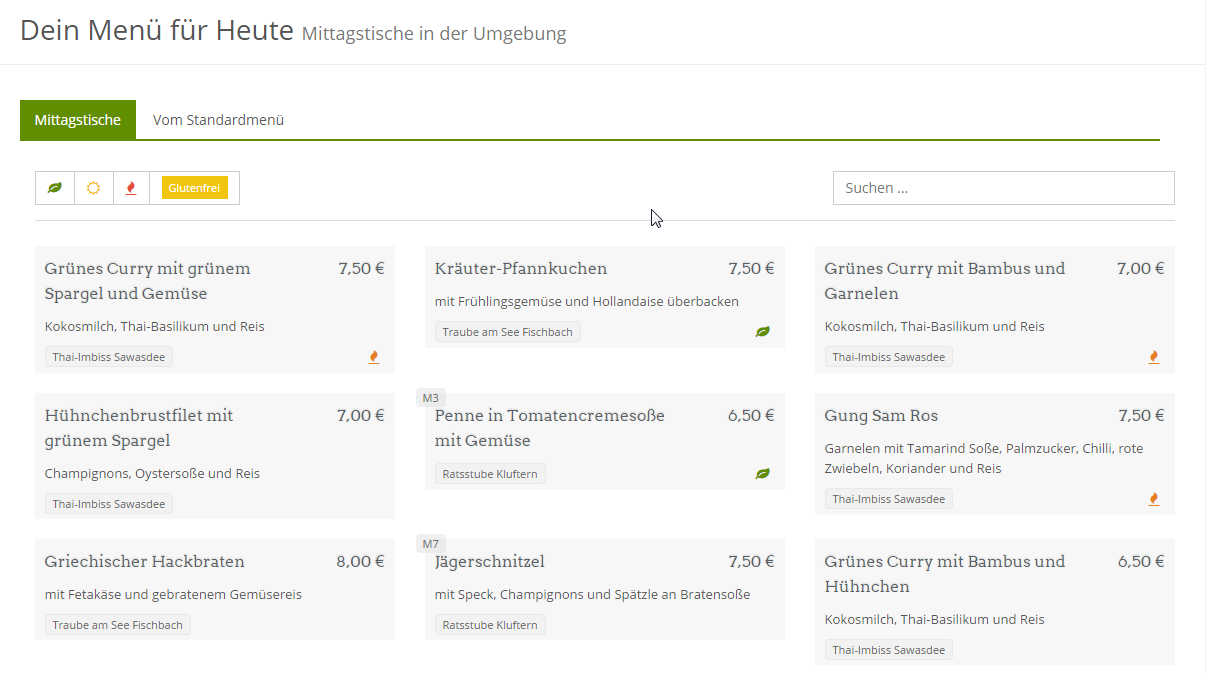 Dein Menü für Heute Mittagstische in der Umgebung
Mittagstische
Vom Standardmenü
Glutenfrei
Suchen ...
Grünes Curry mit grünem
Spargel und Gemüse
7,50 €
Kokosmilch, Thai-Basilikum und Reis
Thai-Imbiss Sawasdee
Kräuter-Pfannkuchen
7,50 €
mit Frühlingsgemüse und Hollandaise überbacken
Traube am See Fischbach
Grünes Curry mit Bambus und
Garnelen
7,00 €
Kokosmilch, Thai-Basilikum und Reis
Thai-Imbiss Sawasdee
Hühnchenbrustfilet mit
grünem Spargel
7,00 €
Champignons, Oystersoße und Reis
Thai-Imbiss Sawasdee
M3
Penne in Tomatencremesoße
mit Gemüse
6,50 €
Ratsstube Kluftern
Gung Sam Ros
7,50 €
Garnelen mit Tamarind Soße, Palmzucker, Chilli, rote
Zwiebeln, Koriander und Reis
Thai-Imbiss Sawasdee
Griechischer Hackbraten
8,00 €
mit Fetakäse und gebratenem Gemüsereis
Traube am See Fischbach
M7
Jägerschnitzel
7,50 €
mit Speck, Champignons und Spätzle an Bratensoße
Ratsstube Kluftern
Grünes Curry mit Bambus und
Hühnchen
6,50 €
Kokosmilch, Thai-Basilikum und Reis
Thai-Imbiss Sawasdee